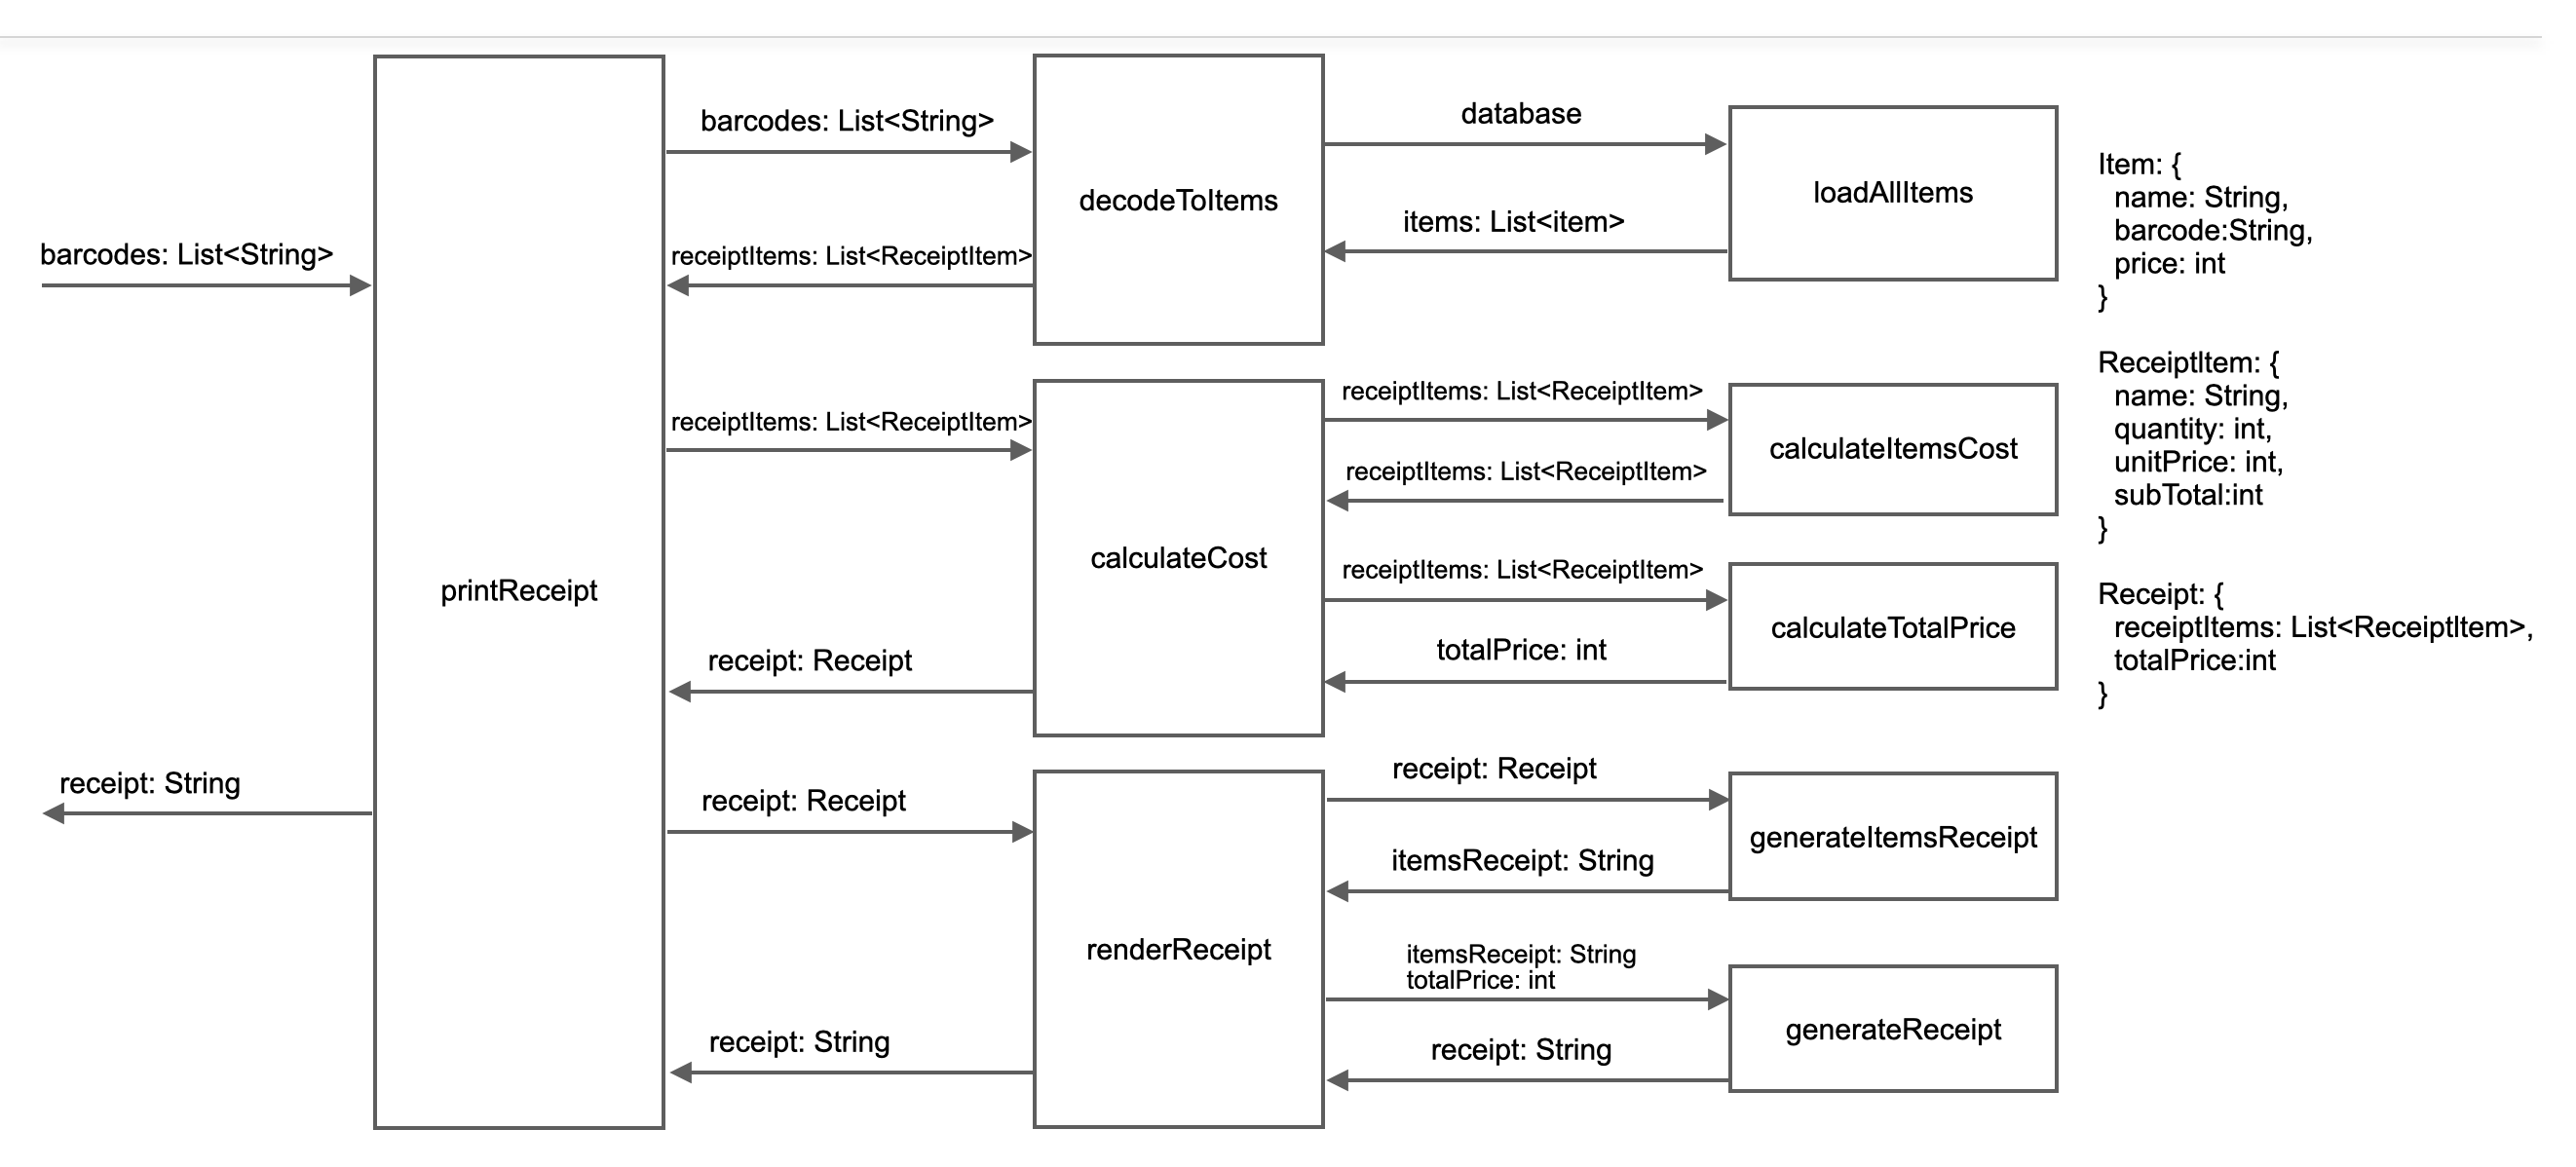 barcodes: List<String>
receipt: String
printReceipt
barcodes: List<String>
receiptItems: List<ReceiptItem>
receiptItems: List<ReceiptItem>
receipt: Receipt
receipt: Receipt
receipt: String
decodeToItems
calculateCost
renderReceipt
database
items: List<item>
receiptItems: List<ReceiptItem>
receiptItems: List<ReceiptItem>
receiptItems: List<ReceiptItem>
totalPrice: int
receipt: Receipt
itemsReceipt: String
itemsReceipt: String
totalPrice: int
receipt: String
loadAllItems
calculateItemsCost
calculateTotalPrice
generateItemsReceipt
generateReceipt
Item: {
name: String,
barcode:String,
price: int
}
ReceiptItem: {
name: String,
quantity: int,
unitPrice: int,
subTotal:int
}
Receipt: {
receiptItems: List<ReceiptItem>,
totalPrice:int
}